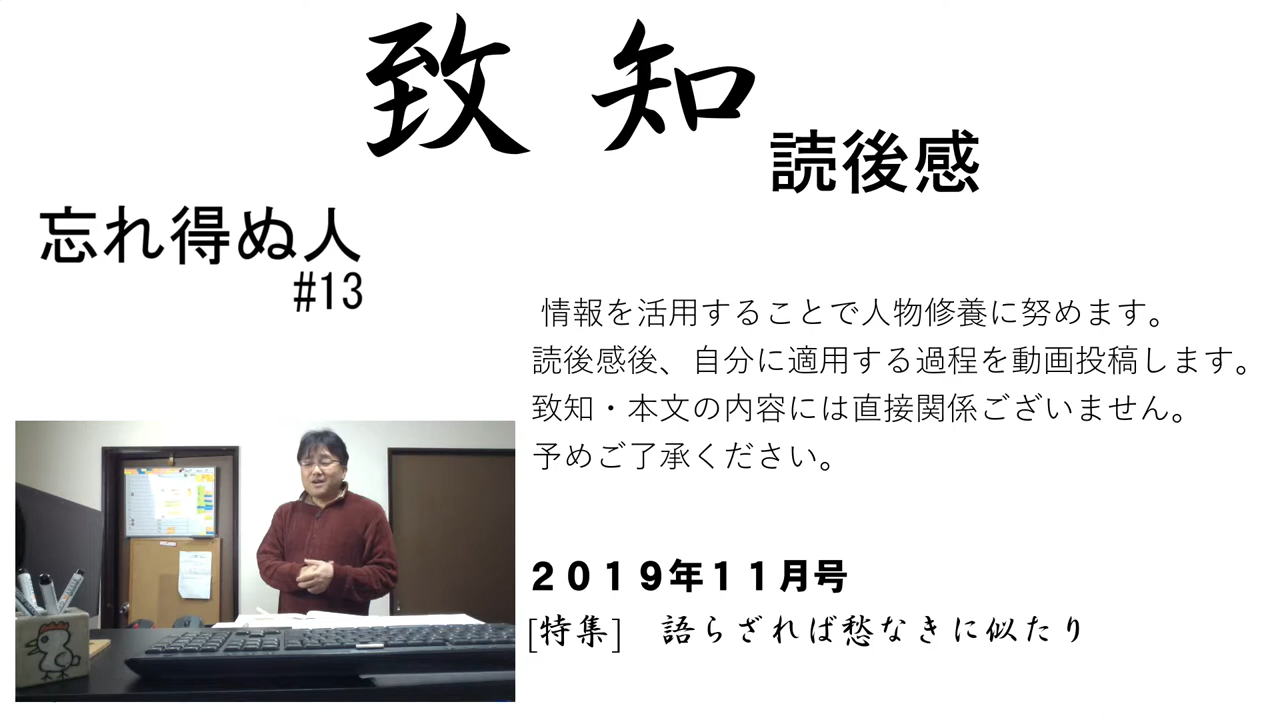 致知
読後感
忘れ得ぬ人
#13
情報を活用することで人物修養に努めます。
読後感後、自分に適用する過程を動画投稿します。
致知・本文の内容には直接関係ございません。
予めご了承ください。
２０１９年１１月号
[特集]　語らざれば愁なきに似たり